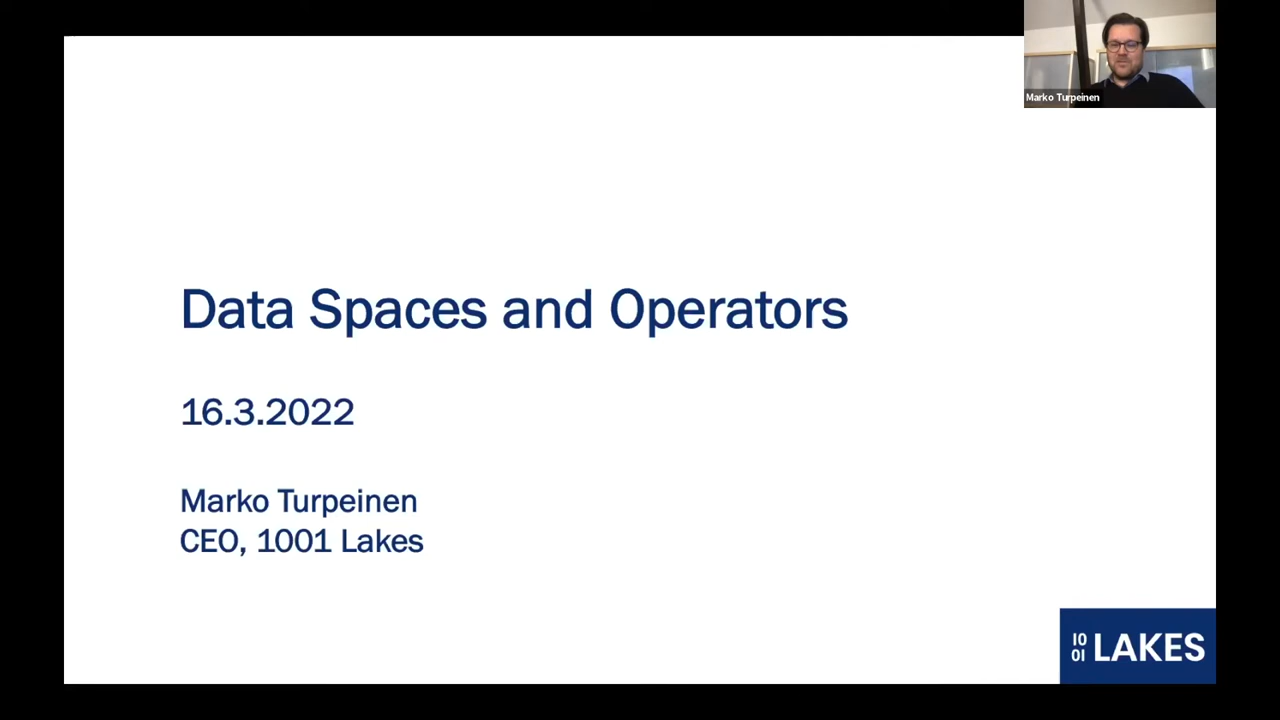 Marko Turpeinen
Data Spaces and Operators
16.3.2022
Marko Turpeinen
CEO, 1001 Lakes
10
01 LAKES